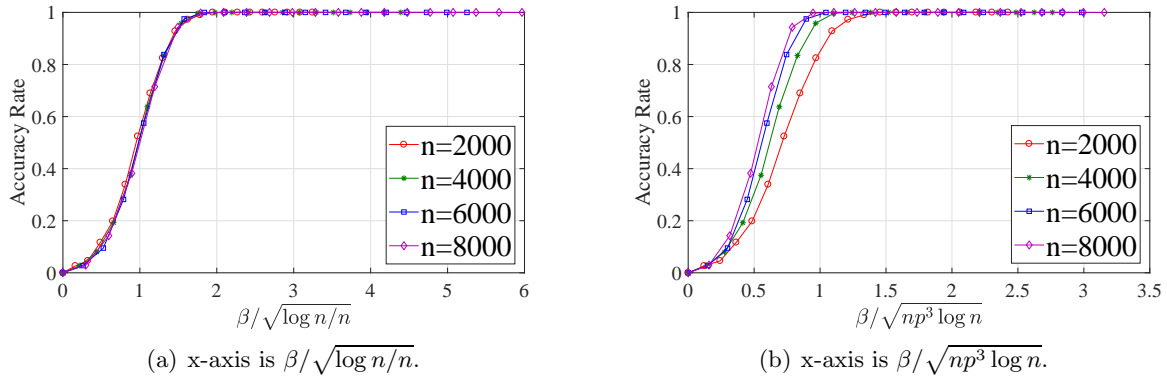 1
0.8
0.6
0.4
0.2
0
Accuracy Rate
0 1 2 3 4 5 6
β/√log n/n
n=2000
n=4000
n=6000
n=8000
(a) x-axis is β/√log n/n.
1
0.8
0.6
0.4
0.2
0
Accuracy Rate
0 0.5 1 1.5 2 2.5 3 3.5
β/√np³ log n
n=2000
n=4000
n=6000
n=8000
(b) x-axis is β/√np³ log n.